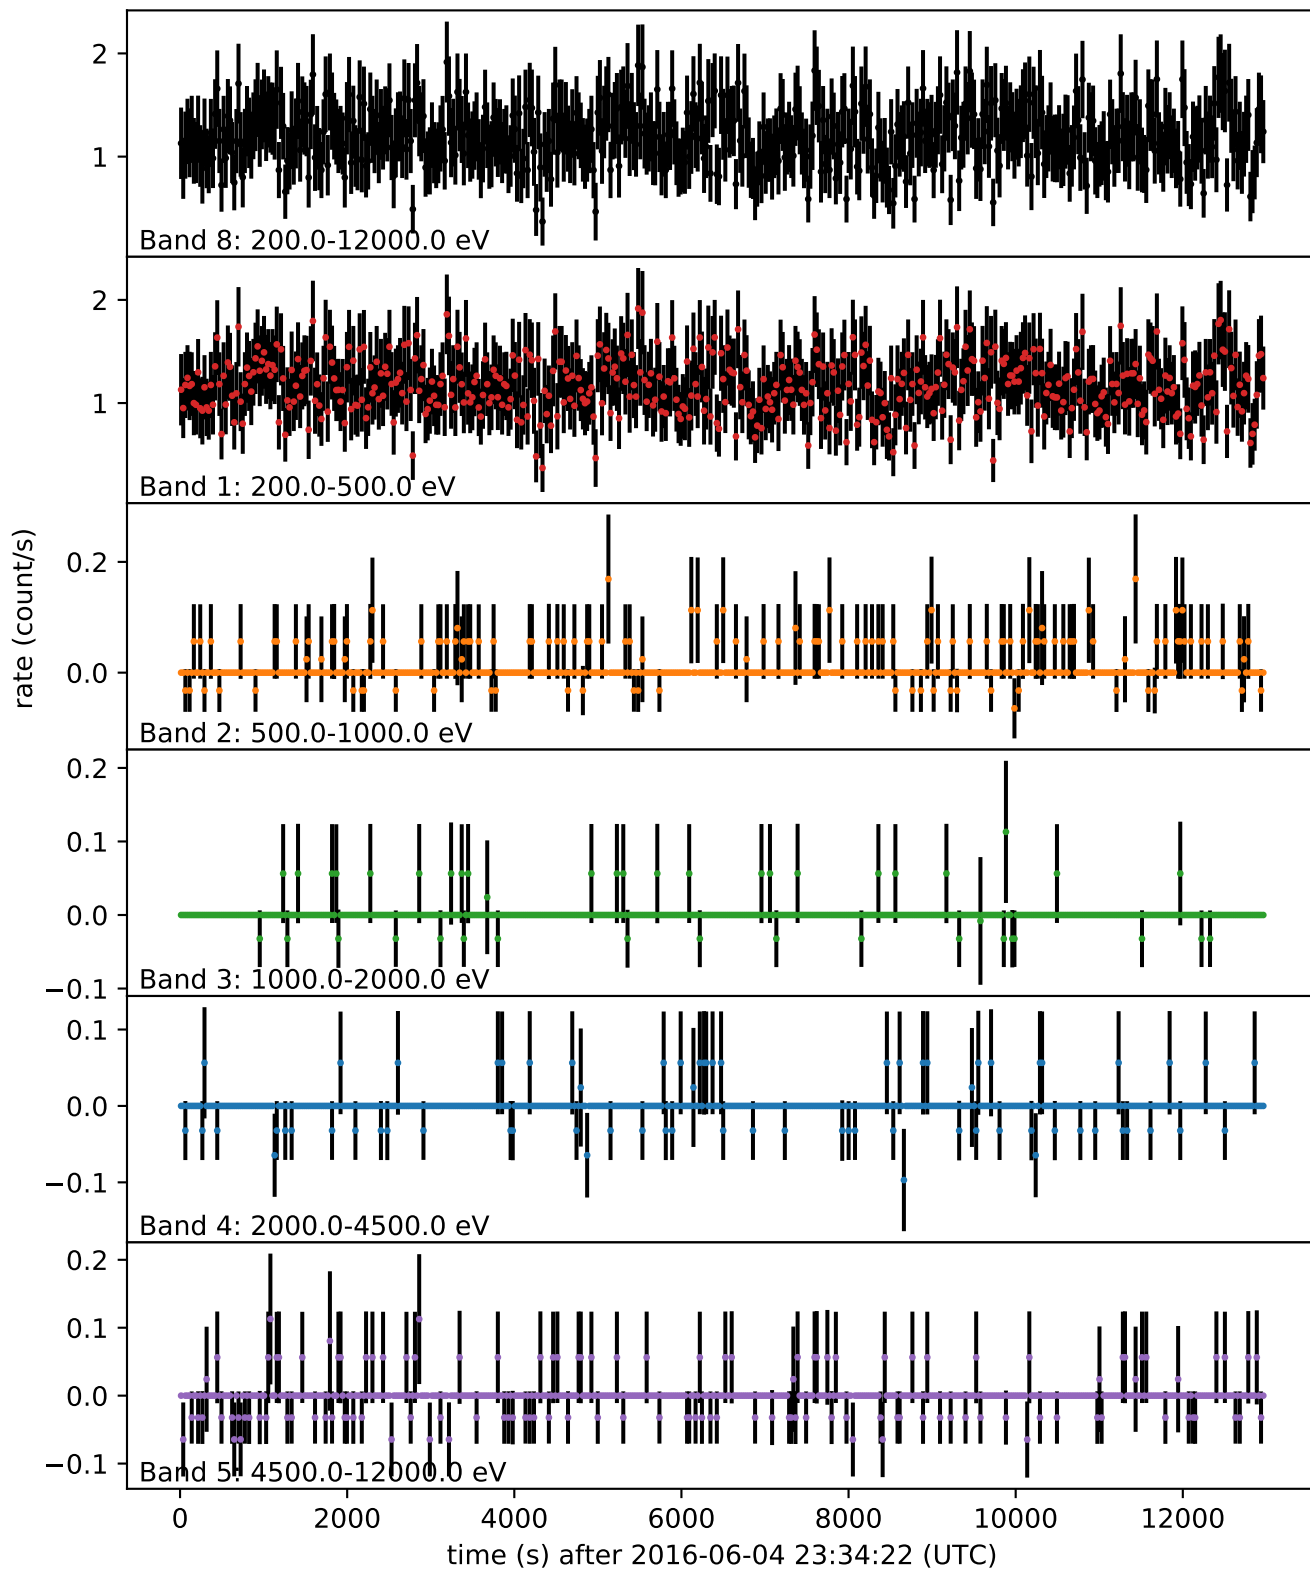 2
1
Band 8: 200.0-12000.0 eV
2
1
Band 1: 200.0-500.0 eV
rate (count/s)
0.2
0.0
Band 2: 500.0-1000.0 eV
0.2
0.1
0.0
−0.1
Band 3: 1000.0-2000.0 eV
0.1
0.0
−0.1
Band 4: 2000.0-4500.0 eV
0.2
0.1
0.0
−0.1
Band 5: 4500.0-12000.0 eV
0 2000 4000 6000 8000 10000 12000
time (s) after 2016-06-04 23:34:22 (UTC)